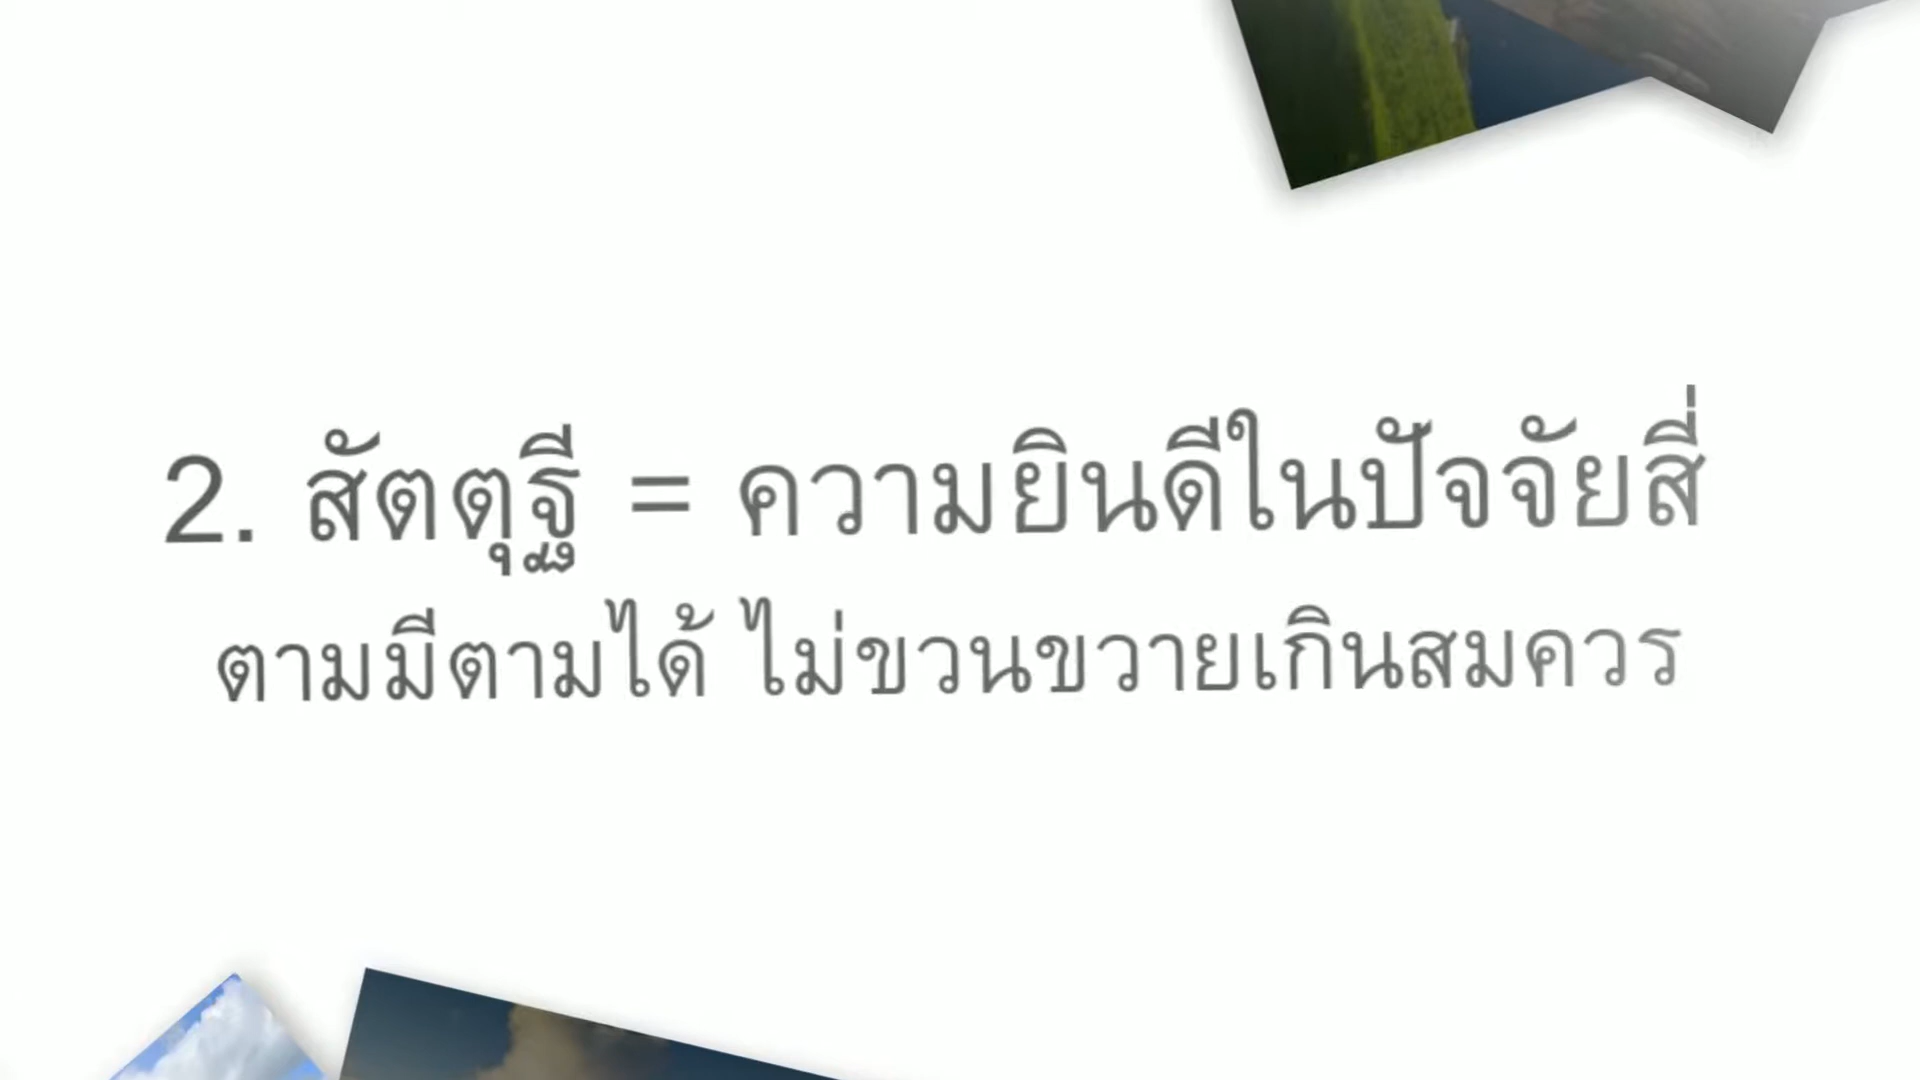 2. สัตตุฐี = ความยินดีในปัจจัยสี่
ตามมีตามได้ ไม่ขวนขวายเกินสมควร